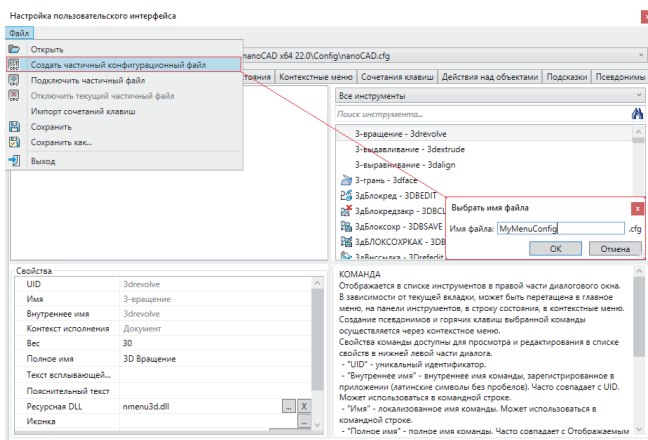 Настройка пользовательского интерфейса
Файл
Открыть
Создать частичный конфигурационный файл
Подключить частичный файл
Отключить текущий частичный файл
Импорт сочетаний клавиш
Сохранить
Сохранить как...
Выход
nanoCAD x64 22.0\Config\nanoCAD.cfg
тояния Контекстные меню Сочетания клавиш Действия над объектами Подсказки Псевдонимы
Все инструменты
Поиск инструмента...
3-вращение - 3drevolve
3-выдавливание - 3dextrude
3-выравнивание - 3dalign
3-грань - 3dface
3дБлокред - 3DBEDIT
3дБлокредзакр - 3DBCL
3дБлоксохр - 3DBSAVE
3дБЛОКСОХРКАК - 3DB
3дВнссылка - 3Drefedit
Выбрать имя файла
Имя файла: MyMenuConfig .cfg
ОК Отмена
Свойства
UID 3drevolve
Имя 3-вращение
Внутреннее имя 3drevolve
Контекст исполнения Документ
Вес 30
Полное имя 3D Вращение
Текст всплывающей...
Пояснительный текст
Ресурсная DLL nmenu3d.dll ... X
Иконка ...
КОМАНДА
Отображается в списке инструментов в правой части диалогового окна.
В зависимости от текущей вкладки, может быть перетащена в главное
меню, на панели инструментов, в строку состояния, в контекстные меню.
Создание псевдонимов и горячих клавиш выбранной команды
осуществляется через контекстное меню.
Свойства команды доступны для просмотра и редактирования в списке
свойств в нижней левой части диалога.
- "UID" - уникальный идентификатор.
- "Внутреннее имя" - внутреннее имя команды, зарегистрированное в
приложении (латинские символы без пробелов). Часто совпадает с UID.
Может использоваться в командной строке.
- "Имя" - локализованное имя команды. Может использоваться в
командной строке.
- "Полное имя" - полное имя команды. Часто совпадает с Отображаемым